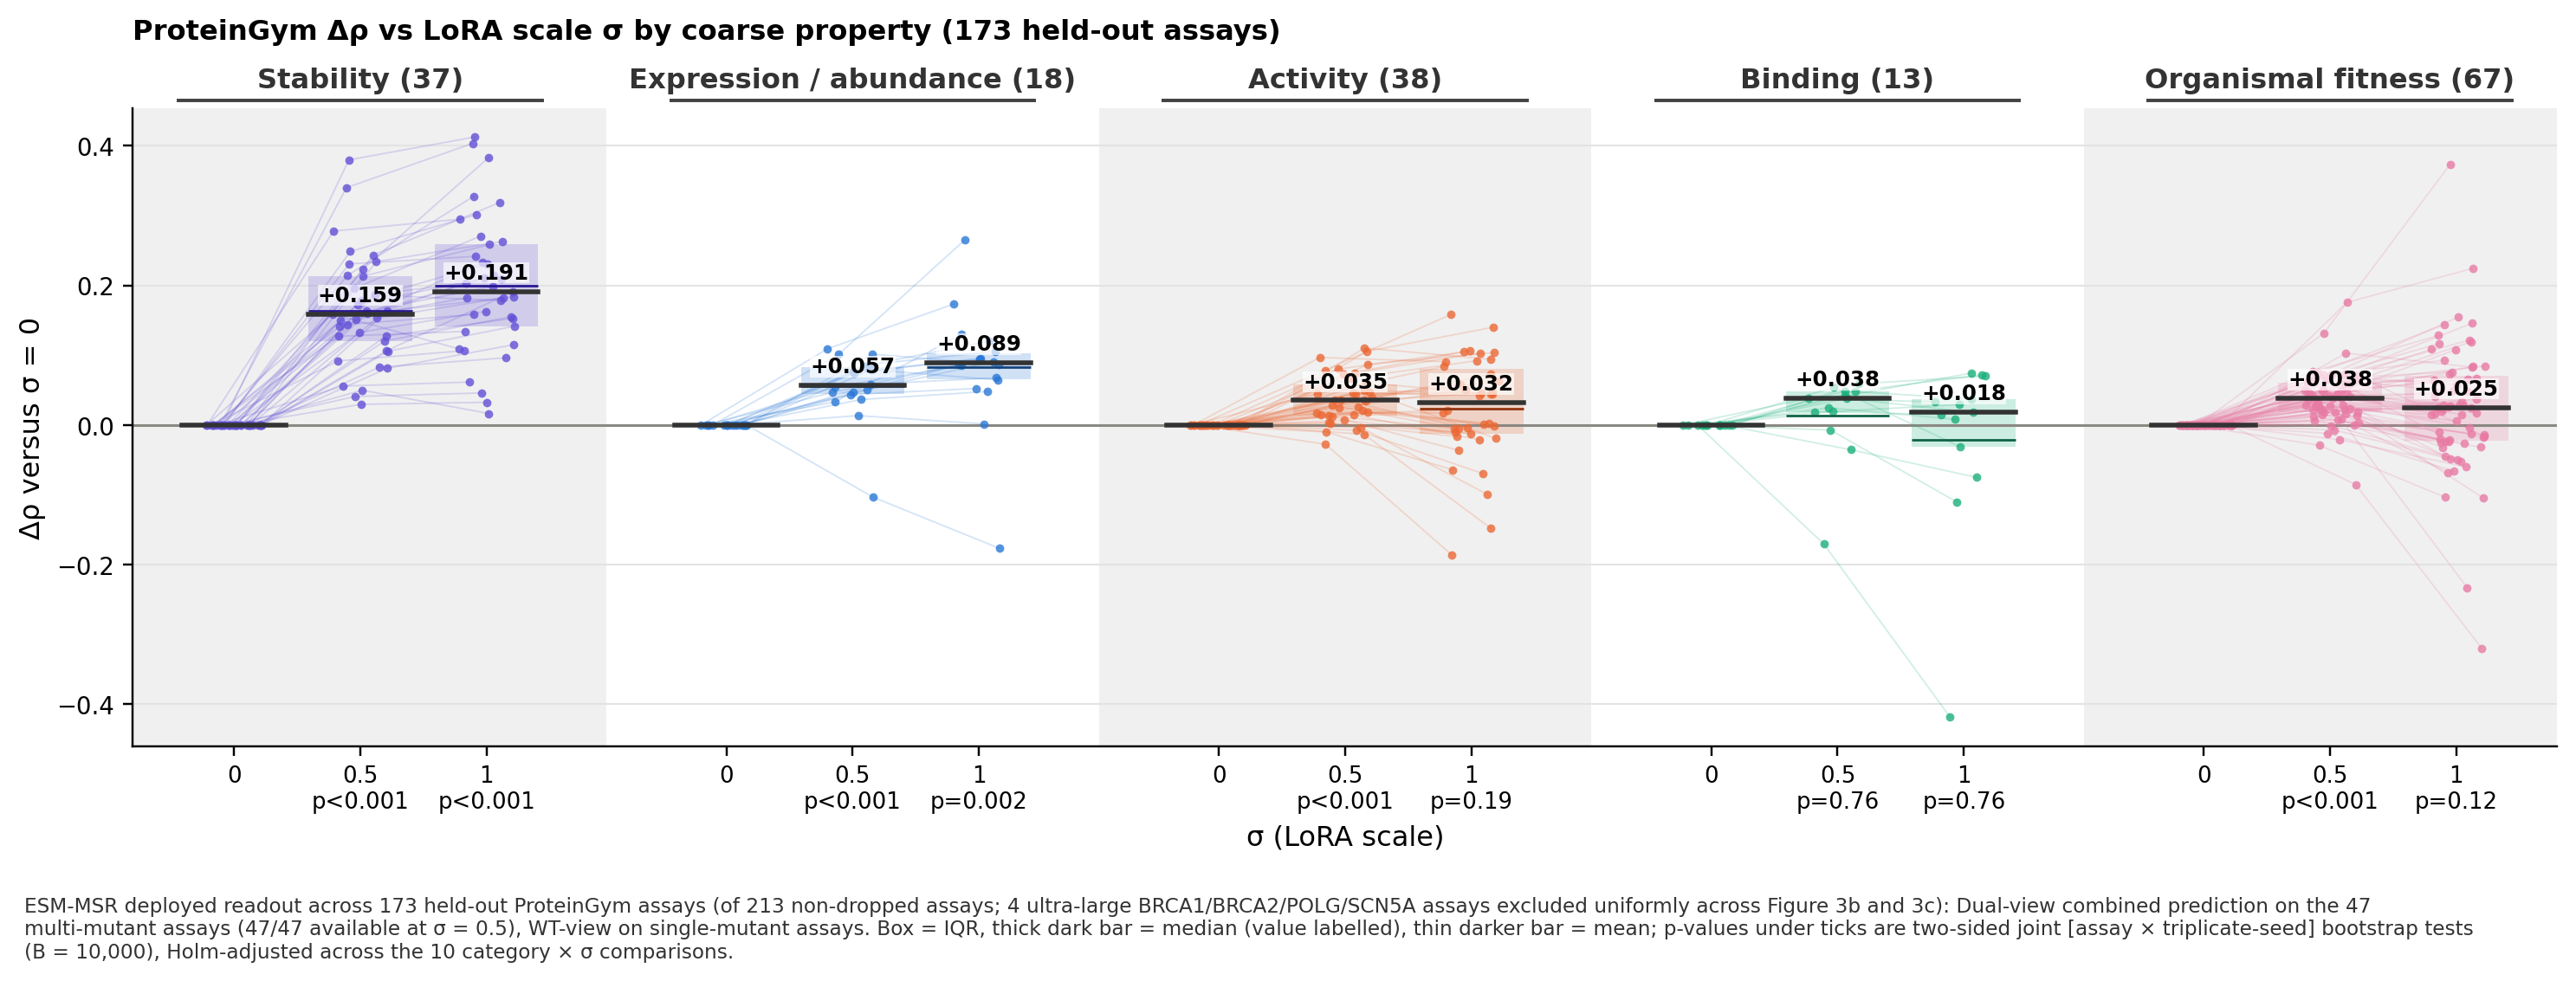 ProteinGym Δρ vs LoRA scale σ by coarse property (173 held-out assays)
Stability (37) Expression / abundance (18) Activity (38) Binding (13) Organismal fitness (67)
Δρ versus σ = 0
0.4
0.2
0.0
−0.2
−0.4
+0.159 +0.191 +0.057 +0.089 +0.035 +0.032 +0.038 +0.018 +0.038 +0.025
0 0.5 1 0 0.5 1 0 0.5 1 0 0.5 1 0 0.5 1
p<0.001 p<0.001 p<0.001 p=0.002 p<0.001 p=0.19 p=0.76 p=0.76 p<0.001 p=0.12
σ (LoRA scale)
ESM-MSR deployed readout across 173 held-out ProteinGym assays (of 213 non-dropped assays; 4 ultra-large BRCA1/BRCA2/POLG/SCN5A assays excluded uniformly across Figure 3b and 3c): Dual-view combined prediction on the 47
multi-mutant assays (47/47 available at σ = 0.5), WT-view on single-mutant assays. Box = IQR, thick dark bar = median (value labelled), thin darker bar = mean; p-values under ticks are two-sided joint [assay × triplicate-seed] bootstrap tests
(B = 10,000), Holm-adjusted across the 10 category × σ comparisons.